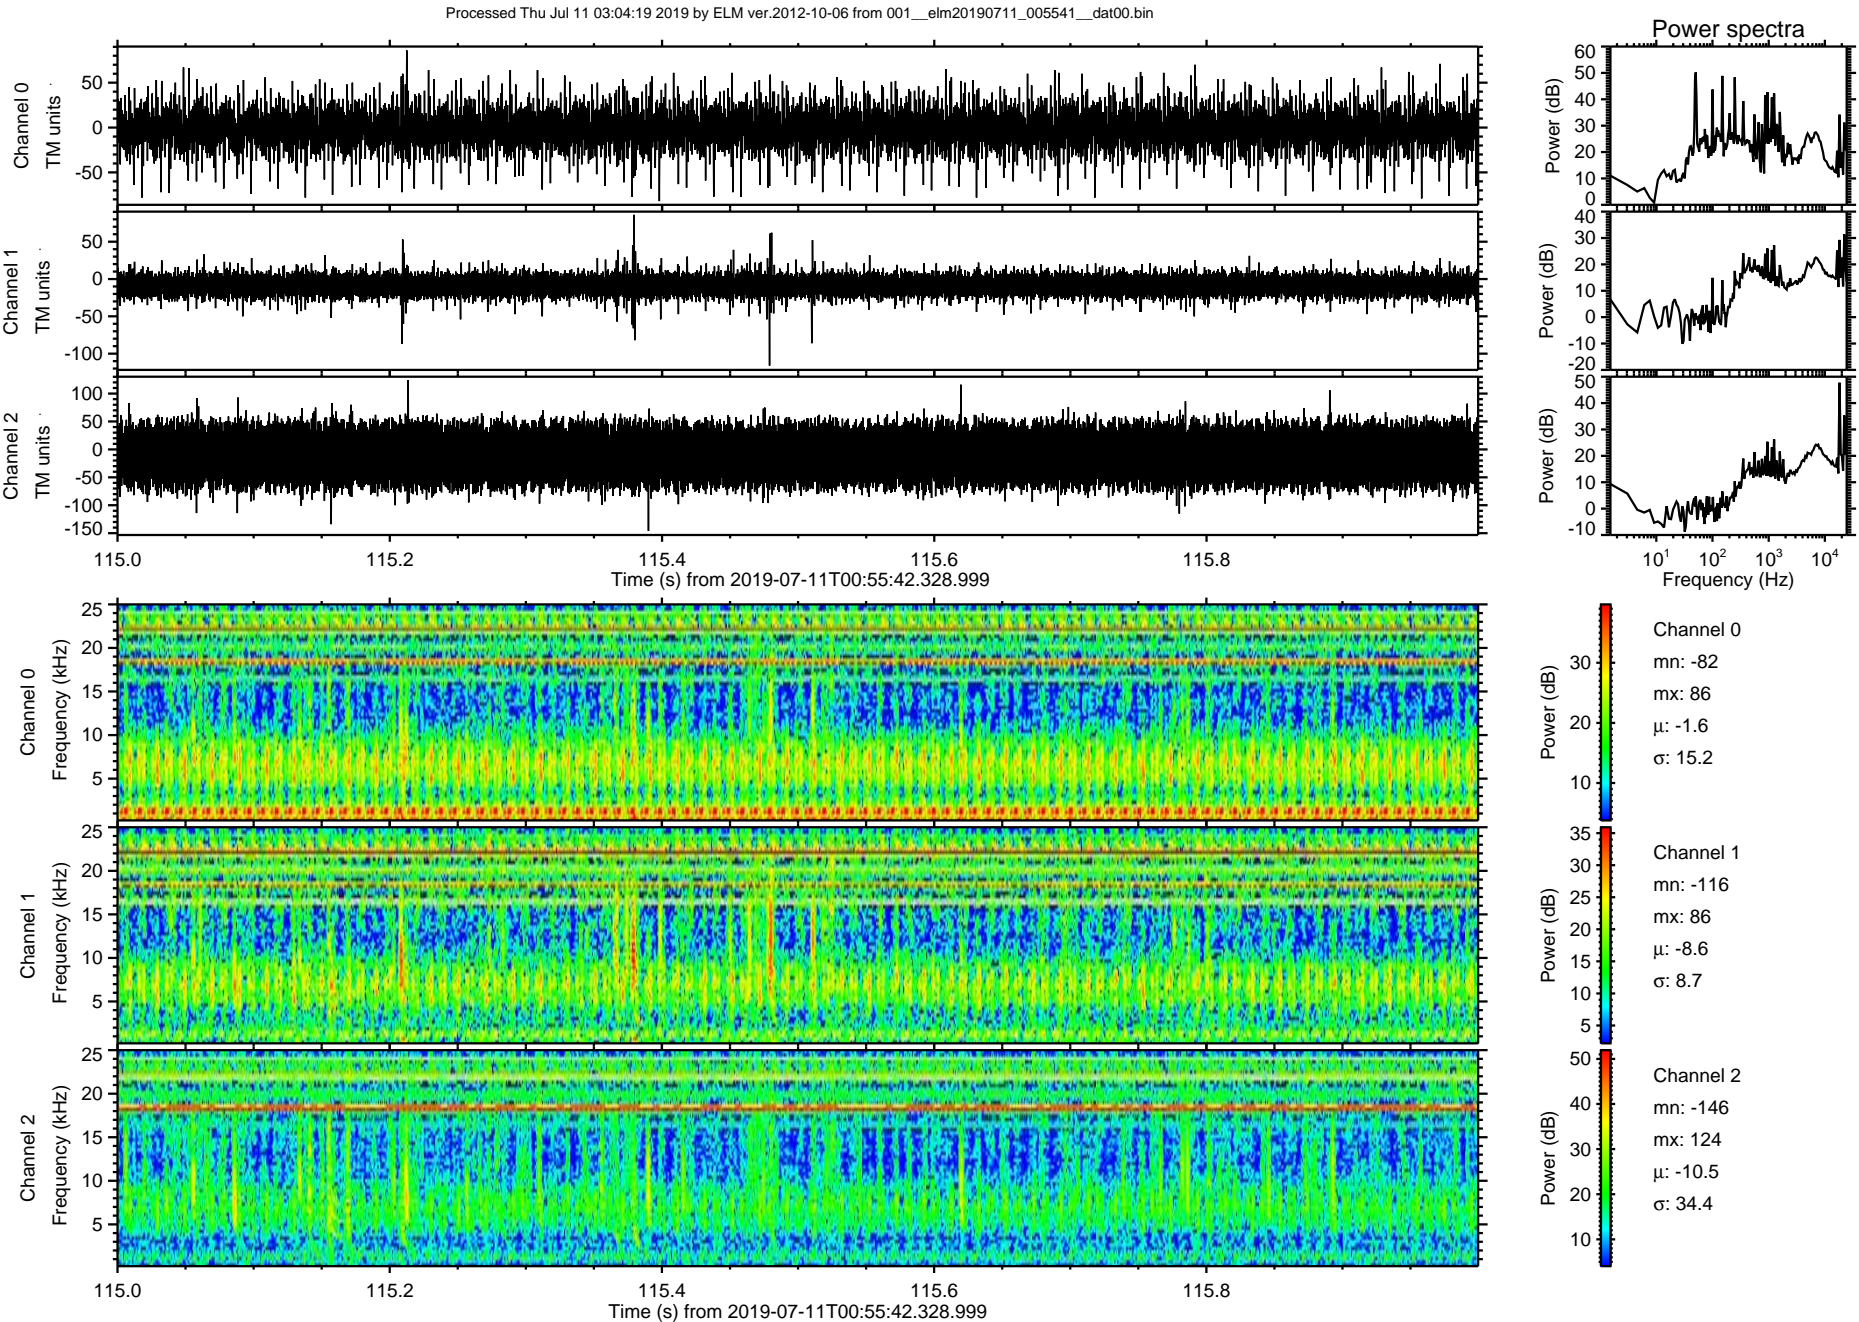 Processed Thu Jul 11 03:04:19 2019 by ELM ver.2012-10-06 from 001__elm20190711_005541__dat00.bin
Power spectra
Channel 0
TM units
50
0
-50
Power (dB)
60
50
40
30
20
10
0
Channel 1
TM units
50
0
-50
-100
Power (dB)
40
30
20
10
0
-10
-20
Channel 2
TM units
100
50
0
-50
-100
-150
Power (dB)
50
40
30
20
10
0
-10
115.0 115.2 115.4 115.6 115.8
Time (s) from 2019-07-11T00:55:42.328.999
10^1 10^2 10^3 10^4
Frequency (Hz)
Channel 0
Frequency (kHz)
25
20
15
10
5
Power (dB)
30
20
10
Channel 0
mn: -82
mx: 86
μ: -1.6
σ: 15.2
Channel 1
Frequency (kHz)
25
20
15
10
5
Power (dB)
35
30
25
20
15
10
5
Channel 1
mn: -116
mx: 86
μ: -8.6
σ: 8.7
Channel 2
Frequency (kHz)
25
20
15
10
5
Power (dB)
50
40
30
20
10
Channel 2
mn: -146
mx: 124
μ: -10.5
σ: 34.4
115.0 115.2 115.4 115.6 115.8
Time (s) from 2019-07-11T00:55:42.328.999